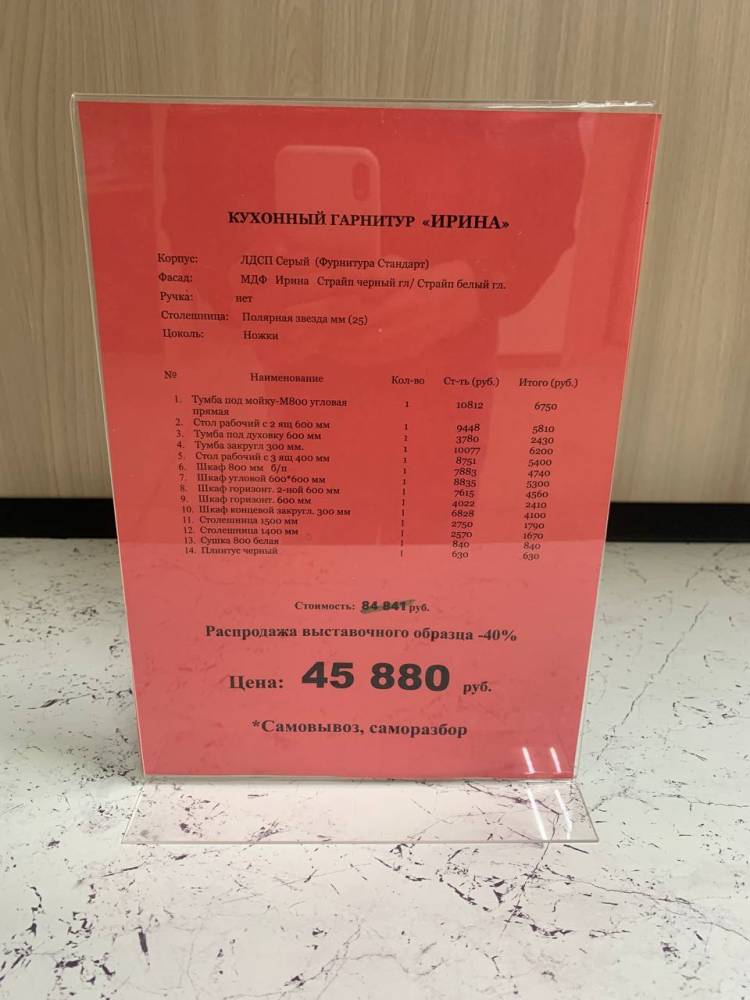 КУХОННЫЙ ГАРНИТУР «ИРИНА»
Корпус: ЛДСП Серый (Фурнитура Стандарт)
Фасад: МДФ Ирина Страйп черный гл/ Страйп белый гл.
Ручка: нет
Столешница: Полярная звезда мм (25)
Цоколь: Ножки
№ Наименование Кол-во Ст-ть (руб.) Итого (руб.)
1. Тумба под мойку-М800 угловая 1 10812 6750
прямая
2. Стол рабочий с 2 ящ 600 мм 1 9448 5810
3. Тумба под духовку 600 мм 1 3780 2430
4. Тумба закругл 300 мм. 1 10077 6200
5. Стол рабочий с 3 ящ 400 мм 1 8751 5400
6. Шкаф 800 мм б/п 1 7883 4740
7. Шкаф угловой 600*600 мм 1 8835 5300
8. Шкаф горизонт. 2-ной 600 мм 1 7615 4560
9. Шкаф горизонт. 600 мм 1 4022 2410
10. Шкаф концевой закругл. 300 мм 1 6828 4100
11. Столешница 1500 мм 1 2750 1790
12. Столешница 1400 мм 1 2570 1670
13. Сушка 800 белая 1 840 840
14. Плинтус черный 1 630 630
Стоимость: 84 841 руб.
Распродажа выставочного образца -40%
Цена: 45 880 руб.
*Самовывоз, саморазбор